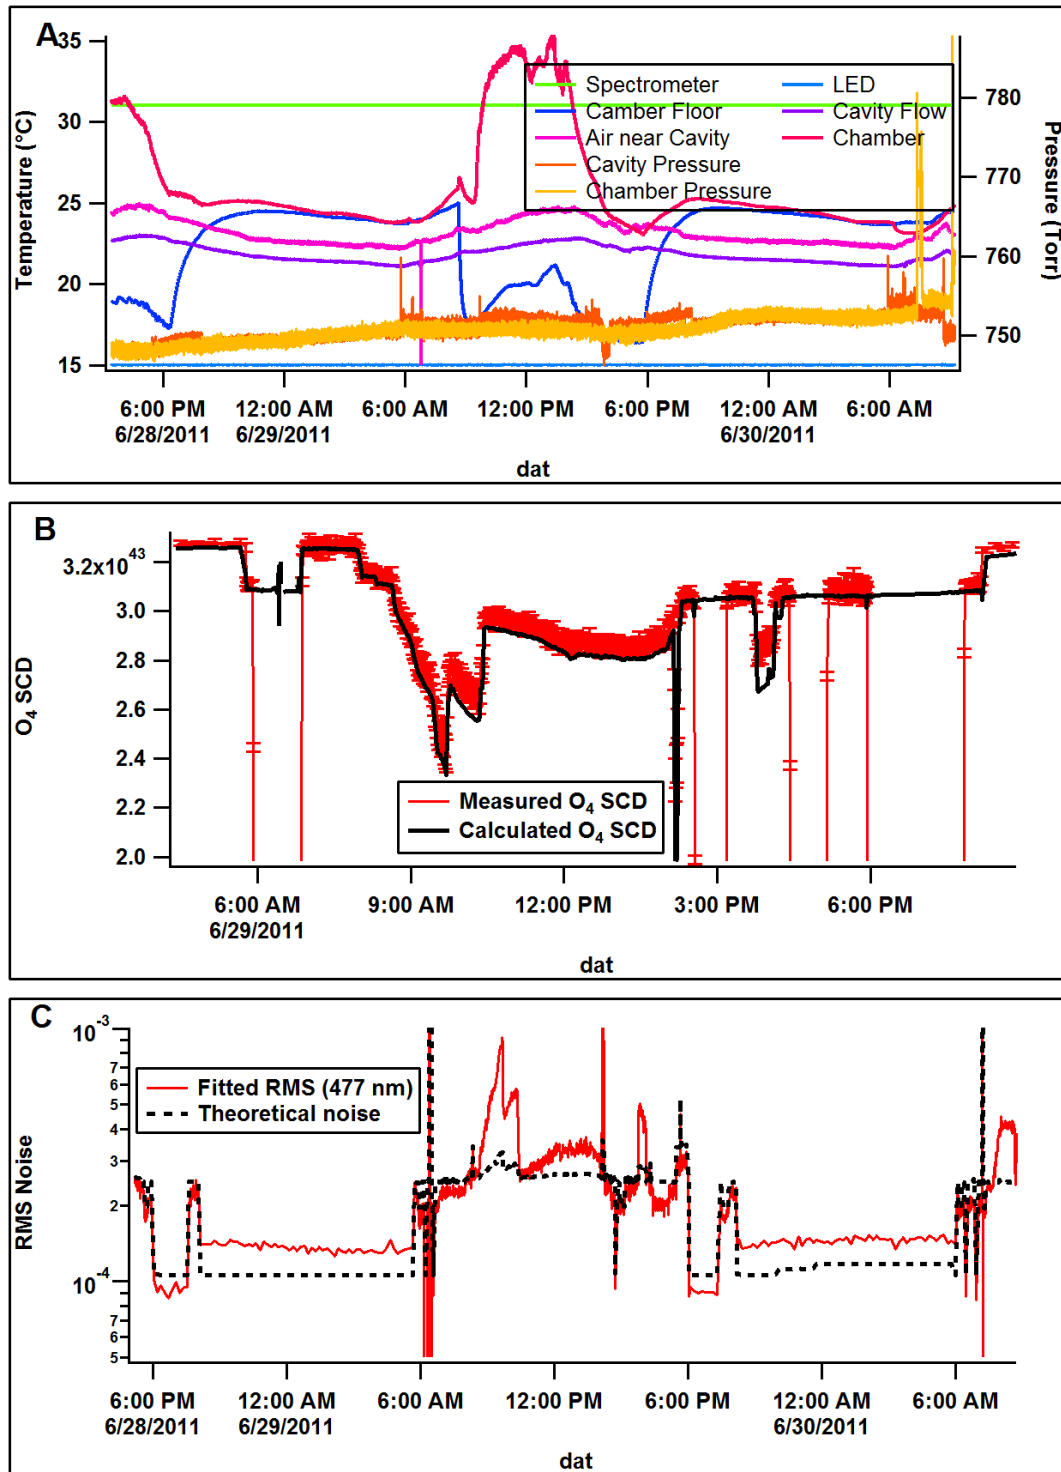 A
35
30
25
20
15
Temperature (°C)
Spectrometer
LED
Camber Floor
Cavity Flow
Air near Cavity
Chamber
Cavity Pressure
Chamber Pressure
780
770
760
750
Pressure (Torr)
6:00 PM
6/28/2011
12:00 AM
6/29/2011
6:00 AM
12:00 PM
6:00 PM
12:00 AM
6/30/2011
6:00 AM
dat
B
3.2x10^43
3.0
2.8
2.6
2.4
2.2
2.0
O4 SCD
Measured O4 SCD
Calculated O4 SCD
6:00 AM
6/29/2011
9:00 AM
12:00 PM
3:00 PM
6:00 PM
dat
C
10^-3
7
6
5
4
3
2
10^-4
7
6
5
RMS Noise
Fitted RMS (477 nm)
Theoretical noise
6:00 PM
6/28/2011
12:00 AM
6/29/2011
6:00 AM
12:00 PM
6:00 PM
12:00 AM
6/30/2011
6:00 AM
dat